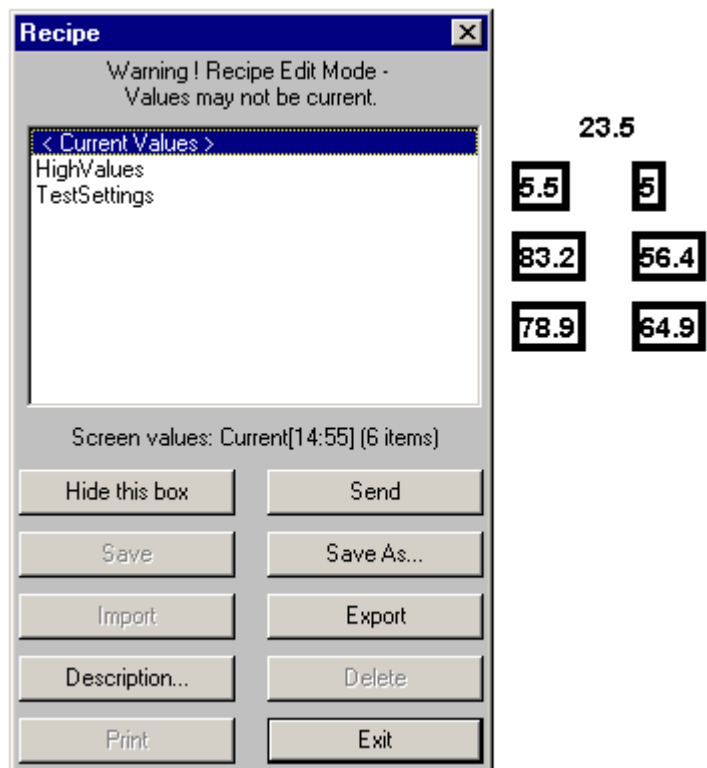 Recipe
Warning ! Recipe Edit Mode -
Values may not be current.
< Current Values >
HighValues
TestSettings
Screen values: Current[14:55] (6 items)
Hide this box Send
Save Save As...
Import Export
Description... Delete
Print Exit
23.5
5.5 5
83.2 56.4
78.9 64.9